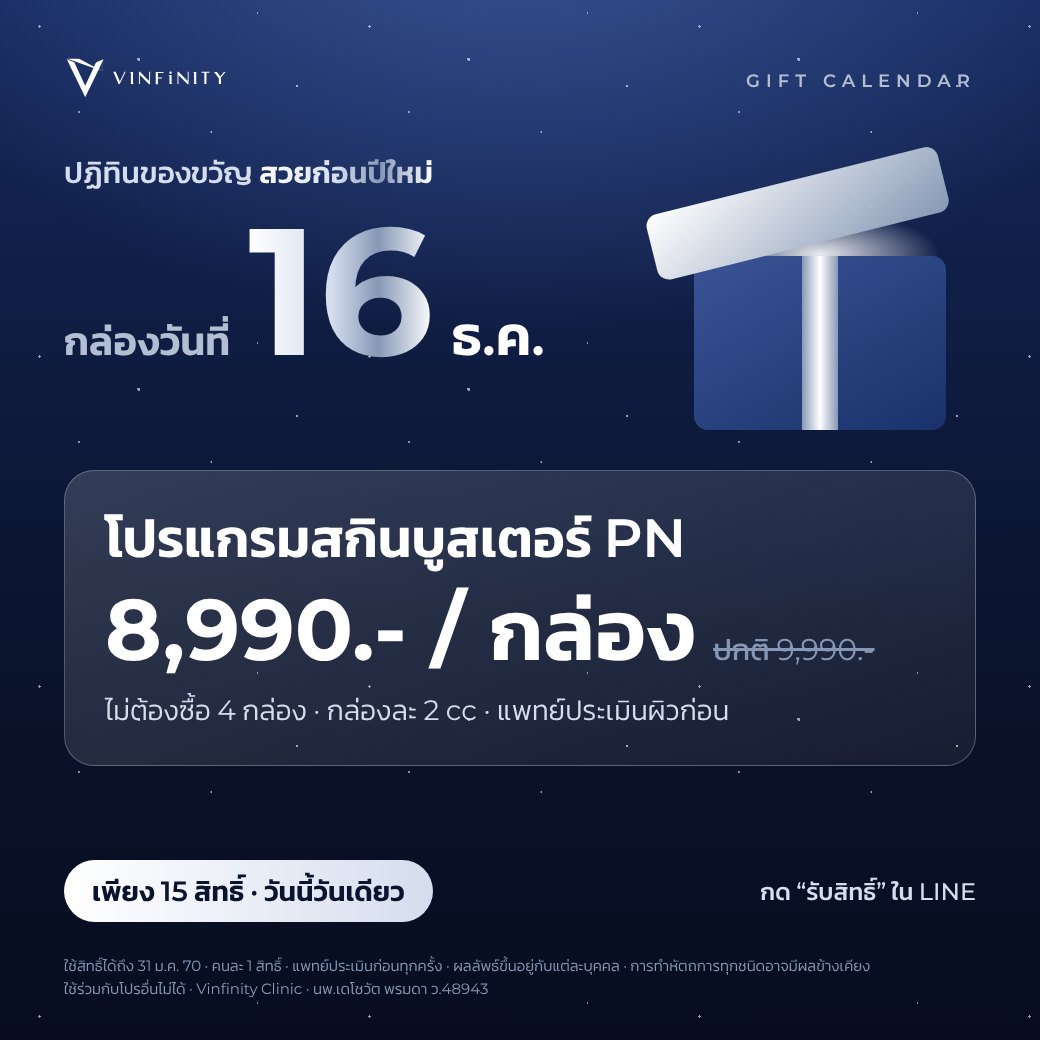 VINFiNITY
GIFT CALENDAR
ปฏิทินของขวัญ สวยก่อนปีใหม่
กล่องวันที่ 16 ธ.ค.
โปรแกรมสกินบูสเตอร์ PN
8,990.- / กล่อง ปกติ 9,990.-
ไม่ต้องซื้อ 4 กล่อง · กล่องละ 2 cc · แพทย์ประเมินผิวก่อน
เพียง 15 สิทธิ์ · วันนี้วันเดียว
กด “รับสิทธิ์” ใน LINE
ใช้สิทธิ์ได้ถึง 31 ม.ค. 70 · คนละ 1 สิทธิ์ · แพทย์ประเมินก่อนทุกครั้ง · ผลลัพธ์ขึ้นอยู่กับแต่ละบุคคล · การทำหัตถการทุกชนิดอาจมีผลข้างเคียง
ใช้ร่วมกับโปรอื่นไม่ได้ · Vinfinity Clinic · นพ.เดโชวัต พรมดา ว.48943